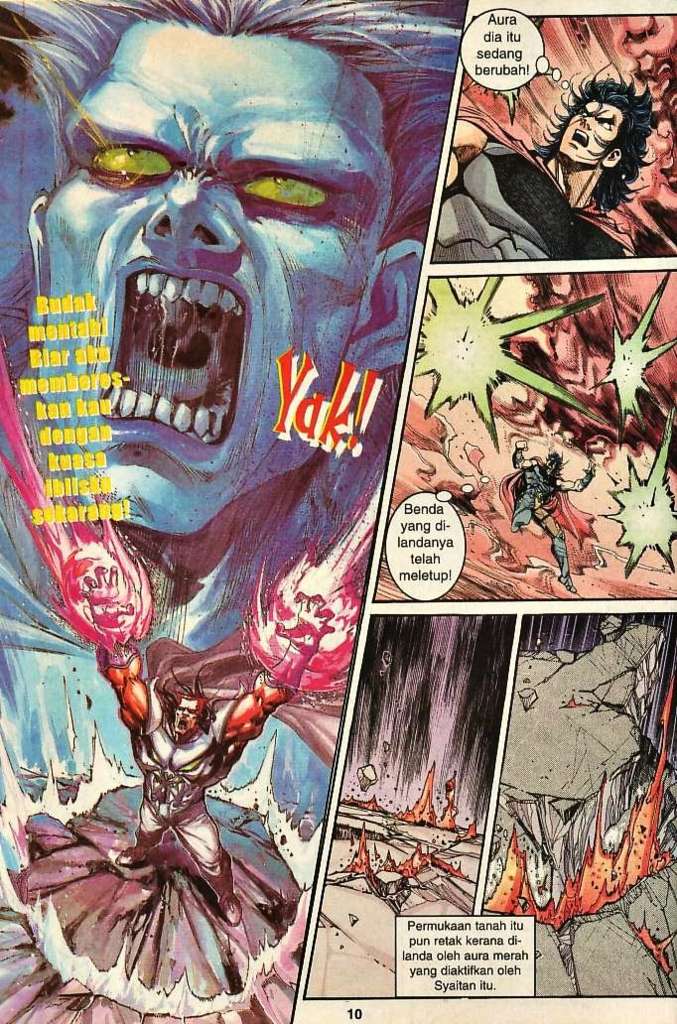 Budak
mentah!
Biar aku
memberes-
kan kau
dengan
kuasa
iblisku
sekarang!
Yak!
Aura
dia itu
sedang
berubah!
Benda
yang di-
landanya
telah
meletup!
Permukaan tanah itu
pun retak kerana di-
landa oleh aura merah
yang diaktifkan oleh
Syaitan itu.
10